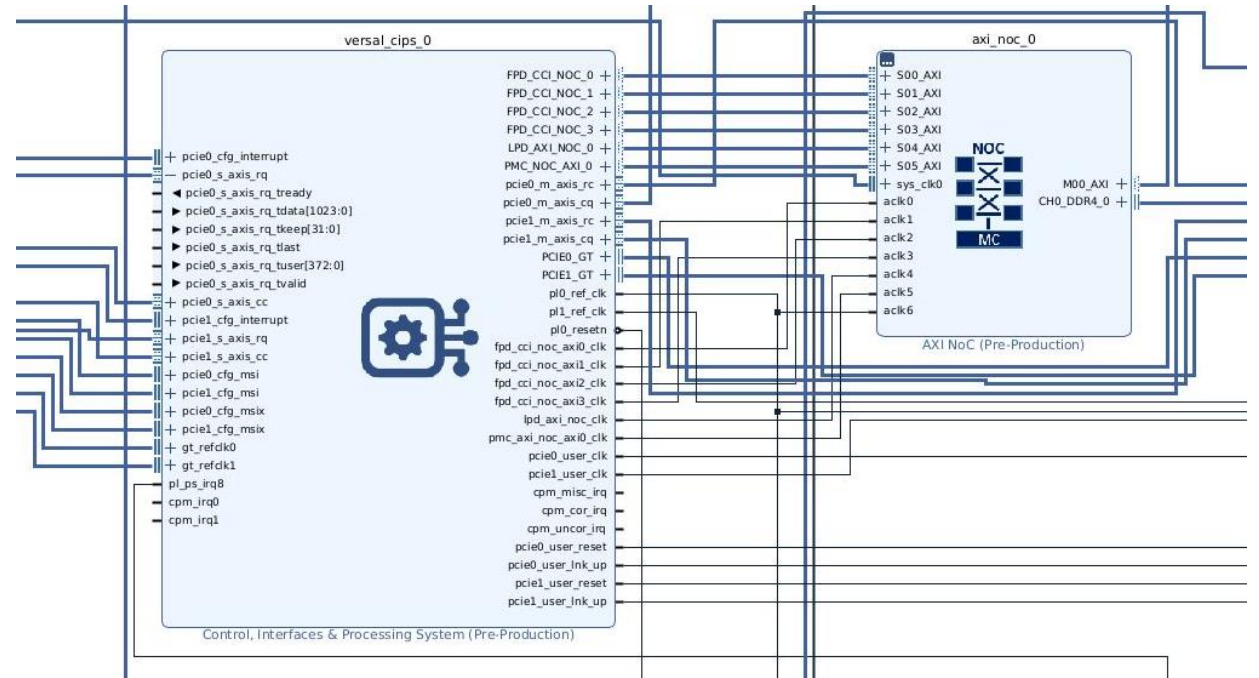 versal_cips_0
pcie0_cfg_interrupt
pcie0_s_axis_rq
pcie0_s_axis_rq_tready
pcie0_s_axis_rq_tdata[1023:0]
pcie0_s_axis_rq_tkeep[31:0]
pcie0_s_axis_rq_tlast
pcie0_s_axis_rq_tuser[372:0]
pcie0_s_axis_rq_tvalid
pcie0_s_axis_cc
pcie1_cfg_interrupt
pcie1_s_axis_rq
pcie1_s_axis_cc
pcie0_cfg_msi
pcie1_cfg_msi
pcie0_cfg_msix
pcie1_cfg_msix
gt_refclk0
gt_refclk1
pl_ps_irq8
cpm_irq0
cpm_irq1
FPD_CCI_NOC_0
FPD_CCI_NOC_1
FPD_CCI_NOC_2
FPD_CCI_NOC_3
LPD_AXI_NOC_0
PMC_NOC_AXI_0
pcie0_m_axis_rc
pcie0_m_axis_cq
pcie1_m_axis_rc
pcie1_m_axis_cq
PCIE0_GT
PCIE1_GT
pl0_ref_clk
pl1_ref_clk
pl0_resetn
fpd_cci_noc_axi0_clk
fpd_cci_noc_axi1_clk
fpd_cci_noc_axi2_clk
fpd_cci_noc_axi3_clk
lpd_axi_noc_clk
pmc_axi_noc_axi0_clk
pcie0_user_clk
pcie1_user_clk
cpm_misc_irq
cpm_cor_irq
cpm_uncor_irq
pcie0_user_reset
pcie0_user_lnk_up
pcie1_user_reset
pcie1_user_lnk_up
Control, Interfaces & Processing System (Pre-Production)
axi_noc_0
S00_AXI
S01_AXI
S02_AXI
S03_AXI
S04_AXI
S05_AXI
sys_clk0
aclk0
aclk1
aclk2
aclk3
aclk4
aclk5
aclk6
NOC
MC
M00_AXI
CH0_DDR4_0
AXI NoC (Pre-Production)